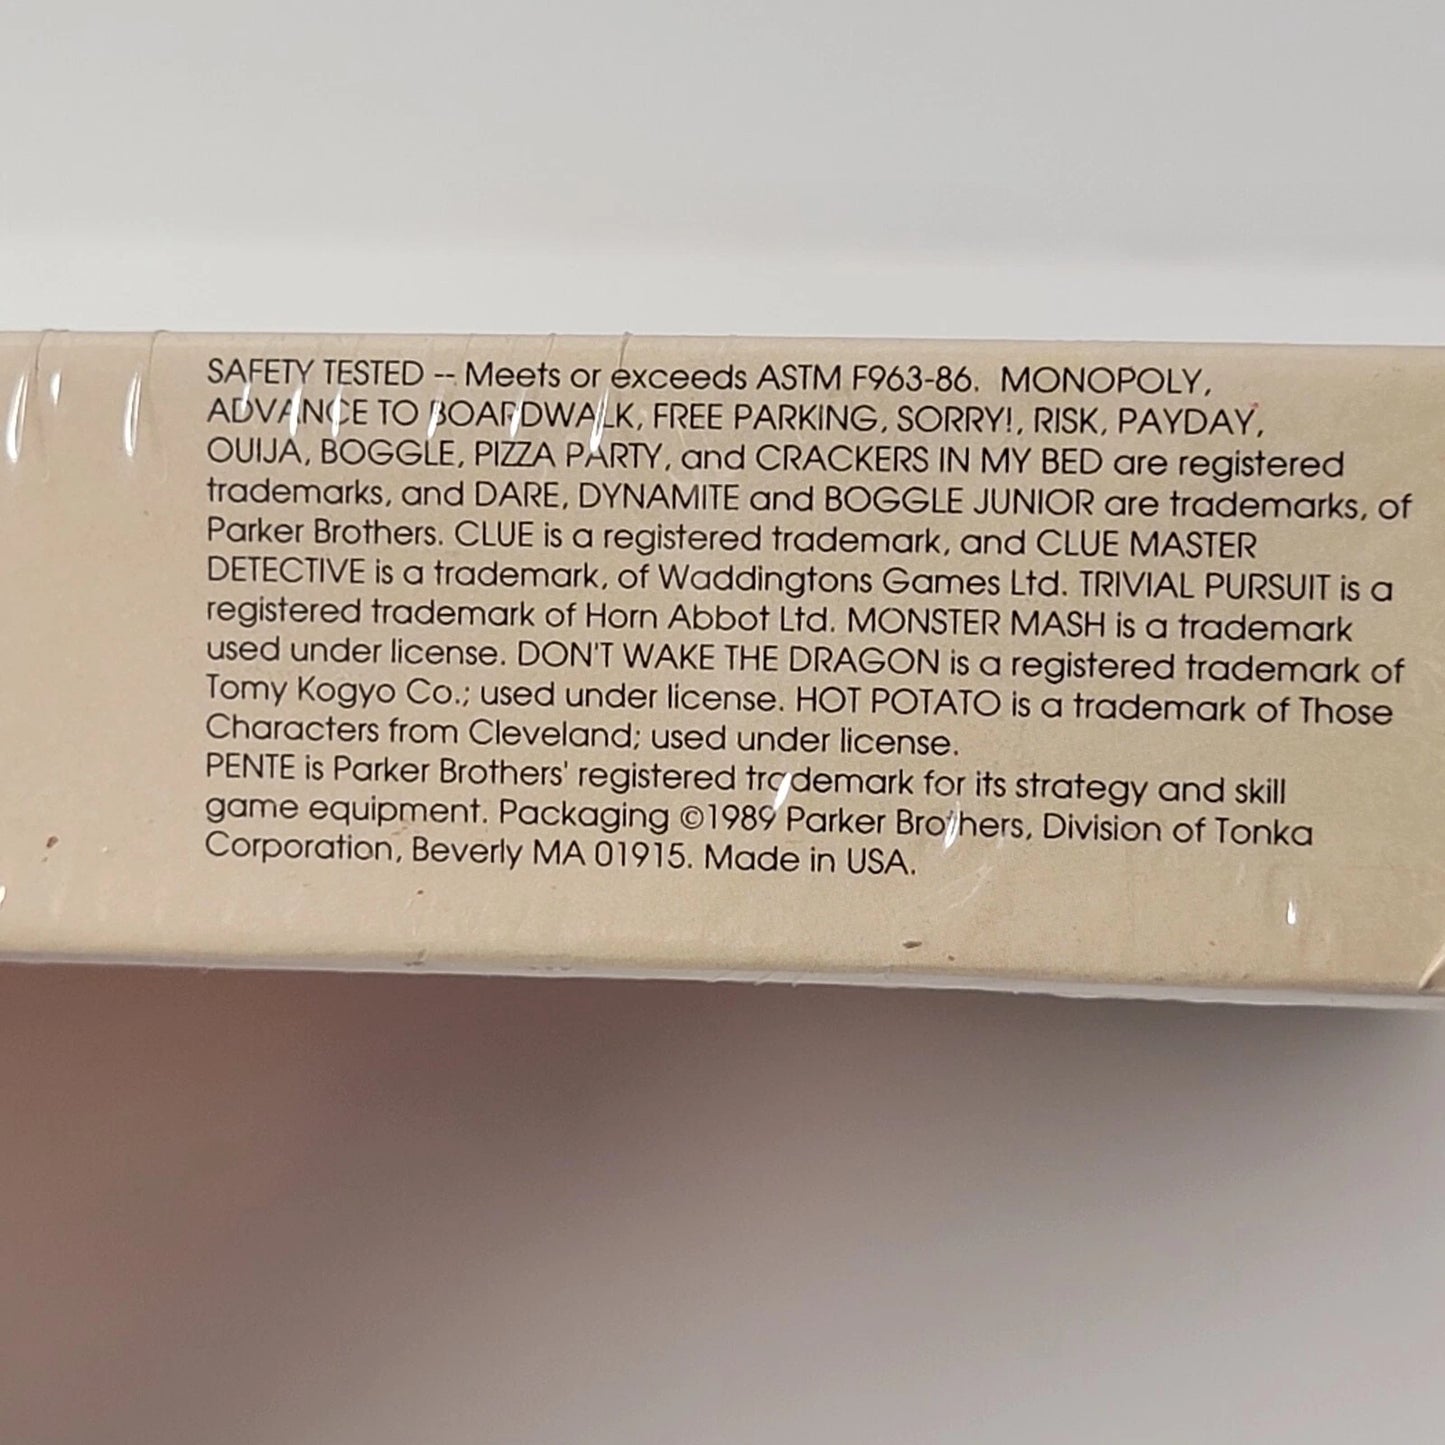 SAFETY TESTED -- Meets or exceeds ASTM F963-86. MONOPOLY,
ADVANCE TO BOARDWALK, FREE PARKING, SORRY!, RISK, PAYDAY,
OUIJA, BOGGLE, PIZZA PARTY, and CRACKERS IN MY BED are registered
trademarks, and DARE, DYNAMITE and BOGGLE JUNIOR are trademarks, of
Parker Brothers. CLUE is a registered trademark, and CLUE MASTER
DETECTIVE is a trademark, of Waddingtons Games Ltd. TRIVIAL PURSUIT is a
registered trademark of Horn Abbot Ltd. MONSTER MASH is a trademark
used under license. DON'T WAKE THE DRAGON is a registered trademark of
Tomy Kogyo Co.; used under license. HOT POTATO is a trademark of Those
Characters from Cleveland; used under license.
PENTE is Parker Brothers' registered trademark for its strategy and skill
game equipment. Packaging ©1989 Parker Brothers, Division of Tonka
Corporation, Beverly MA 01915. Made in USA.